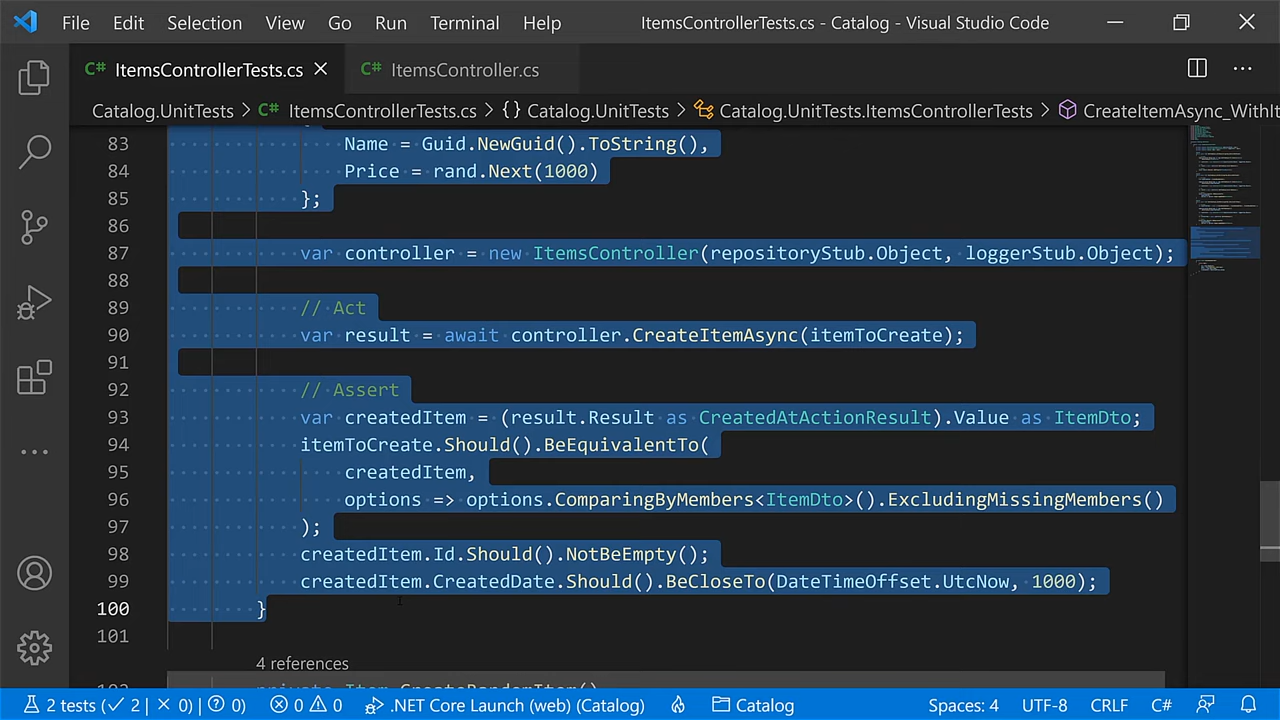 File Edit Selection View Go Run Terminal Help ItemsControllerTests.cs - Catalog - Visual Studio Code
C# ItemsControllerTests.cs C# ItemsController.cs
Catalog.UnitTests > C# ItemsControllerTests.cs > {} Catalog.UnitTests > Catalog.UnitTests.ItemsControllerTests > CreateItemAsync_WithIt
83 Name = Guid.NewGuid().ToString(),
84 Price = rand.Next(1000)
85 };
86
87 var controller = new ItemsController(repositoryStub.Object, loggerStub.Object);
88
89 // Act
90 var result = await controller.CreateItemAsync(itemToCreate);
91
92 // Assert
93 var createdItem = (result.Result as CreatedAtActionResult).Value as ItemDto;
94 itemToCreate.Should().BeEquivalentTo(
95 createdItem,
96 options => options.ComparingByMembers<ItemDto>().ExcludingMissingMembers()
97 );
98 createdItem.Id.Should().NotBeEmpty();
99 createdItem.CreatedDate.Should().BeCloseTo(DateTimeOffset.UtcNow, 1000);
100 }
101
4 references
private Item CreateRandomItem()
2 tests (✓ 2 | × 0) | ? 0) 0 0 .NET Core Launch (web) (Catalog) Catalog Spaces: 4 UTF-8 CRLF C#